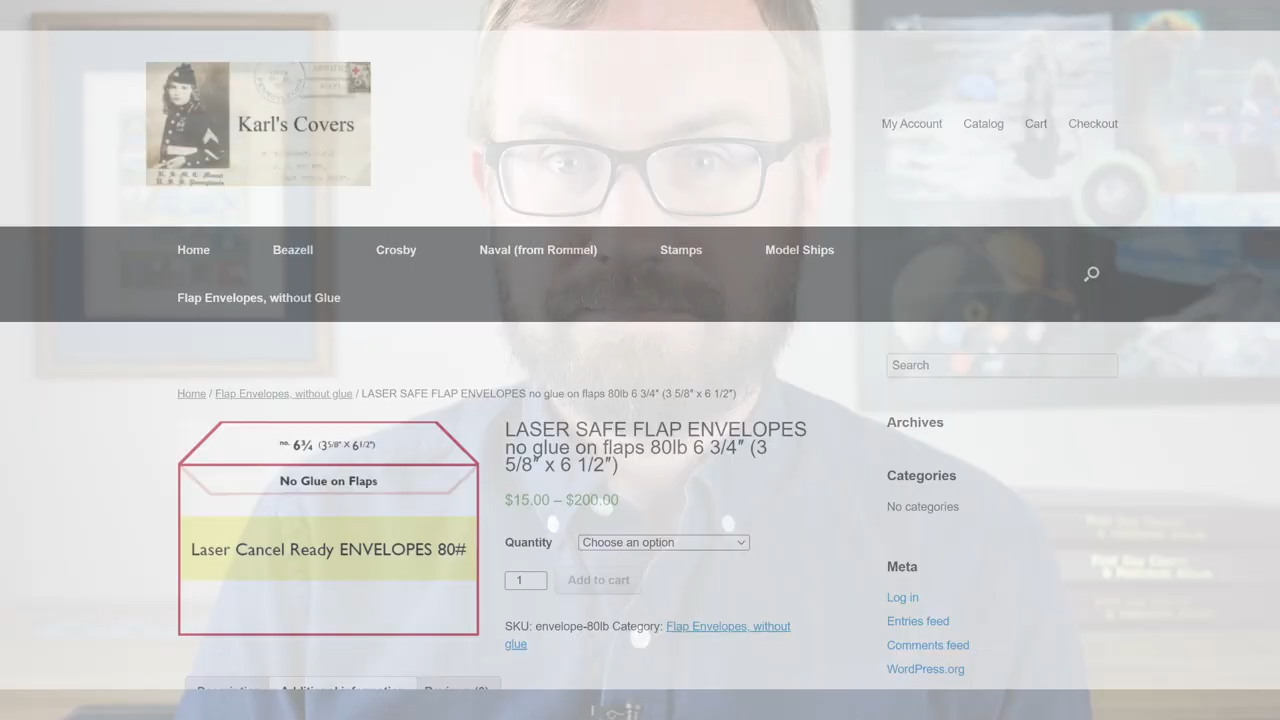 Karl's Covers
My Account Catalog Cart Checkout
Home Beazell Crosby Naval (from Rommel) Stamps Model Ships
Flap Envelopes, without Glue
Search
Home / Flap Envelopes, without glue / LASER SAFE FLAP ENVELOPES no glue on flaps 80lb 6 3/4″ (3 5/8″ x 6 1/2″)
no. 6¾ (3 5/8" X 6 1/2")
No Glue on Flaps
Laser Cancel Ready ENVELOPES 80#
LASER SAFE FLAP ENVELOPES
no glue on flaps 80lb 6 3/4″ (3
5/8″ x 6 1/2″)
$15.00 – $200.00
Quantity Choose an option
1 Add to cart
SKU: envelope-80lb Category: Flap Envelopes, without
glue
Archives
Categories
No categories
Meta
Log in
Entries feed
Comments feed
WordPress.org